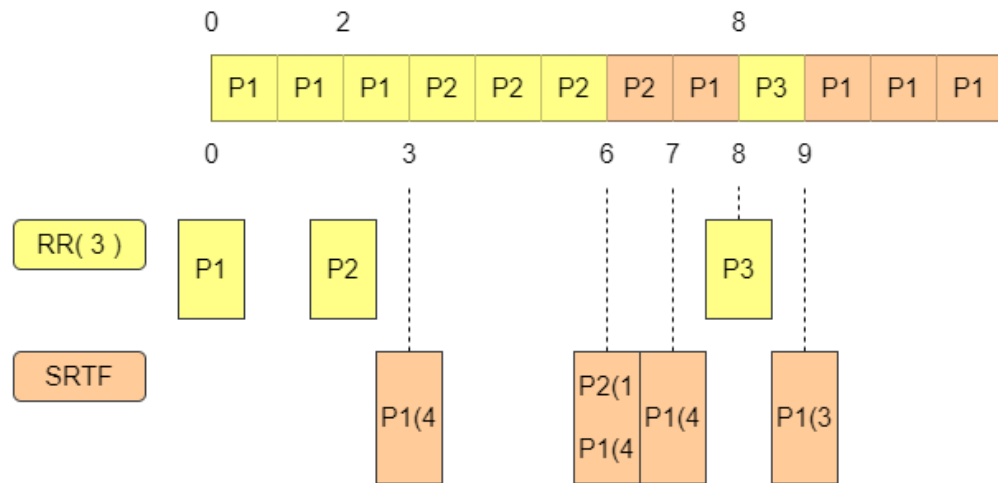 0 2 8
P1 P1 P1 P2 P2 P2 P2 P1 P3 P1 P1 P1
0 3 6 7 8 9
RR( 3 )
P1 P2 P3
SRTF
P1(4 P2(1 P1(4 P1(3
P1(4